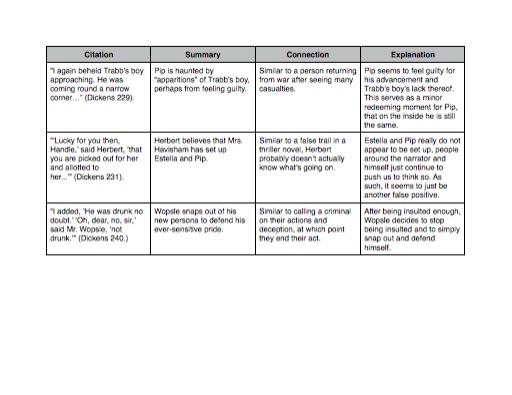 Citation Summary Connection Explanation
"I again beheld Trabb's boy
approaching. He was
coming round a narrow
corner…" (Dickens 229).
Pip is haunted by
"apparitions" of Trabb's boy,
perhaps from feeling guilty.
Similar to a person returning
from war after seeing many
casualties.
Pip seems to feel guilty for
his advancement and
Trabb's boy's lack thereof.
This serves as a minor
redeeming moment for Pip,
that on the inside he is still
the same.
"'Lucky for you then,
Handle,' said Herbert, 'that
you are picked out for her
and allotted to
her…'" (Dickens 231).
Herbert believes that Mrs.
Havisham has set up
Estella and Pip.
Similar to a false trail in a
thriller novel, Herbert
probably doesn't actually
know what's going on.
Estella and Pip really do not
appear to be set up, people
around the narrator and
himself just continue to
push us to think so. As
such, it seems to just be
another false positive.
"I added, 'He was drunk no
doubt.' 'Oh, dear, no, sir,'
said Mr. Wopsle, 'not
drunk.'" (Dickens 240.)
Wopsle snaps out of his
new persona to defend his
ever-sensitive pride.
Similar to calling a criminal
on their actions and
deception, at which point
they end their act.
After being insulted enough,
Wopsle decides to stop
being insulted and to simply
snap out and defend
himself.